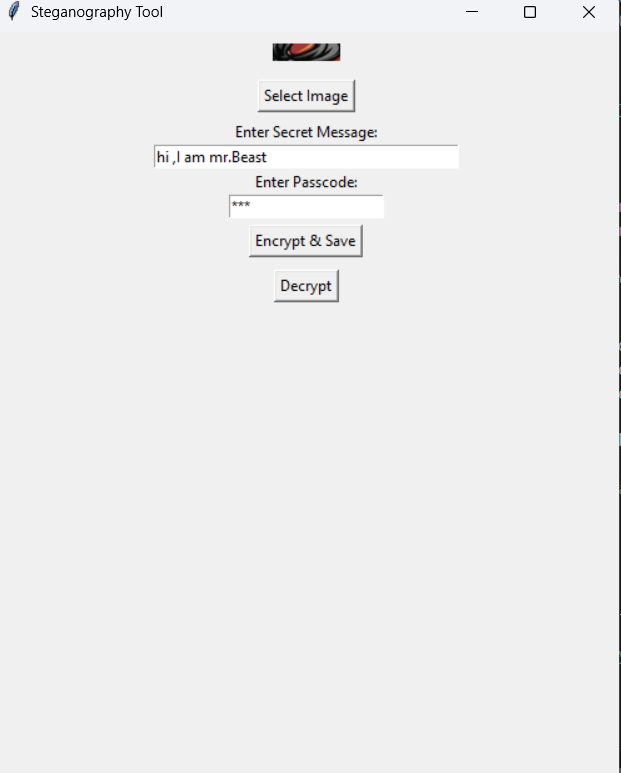 Steganography Tool
Select Image
Enter Secret Message:
hi ,I am mr.Beast
Enter Passcode:
***
Encrypt & Save
Decrypt